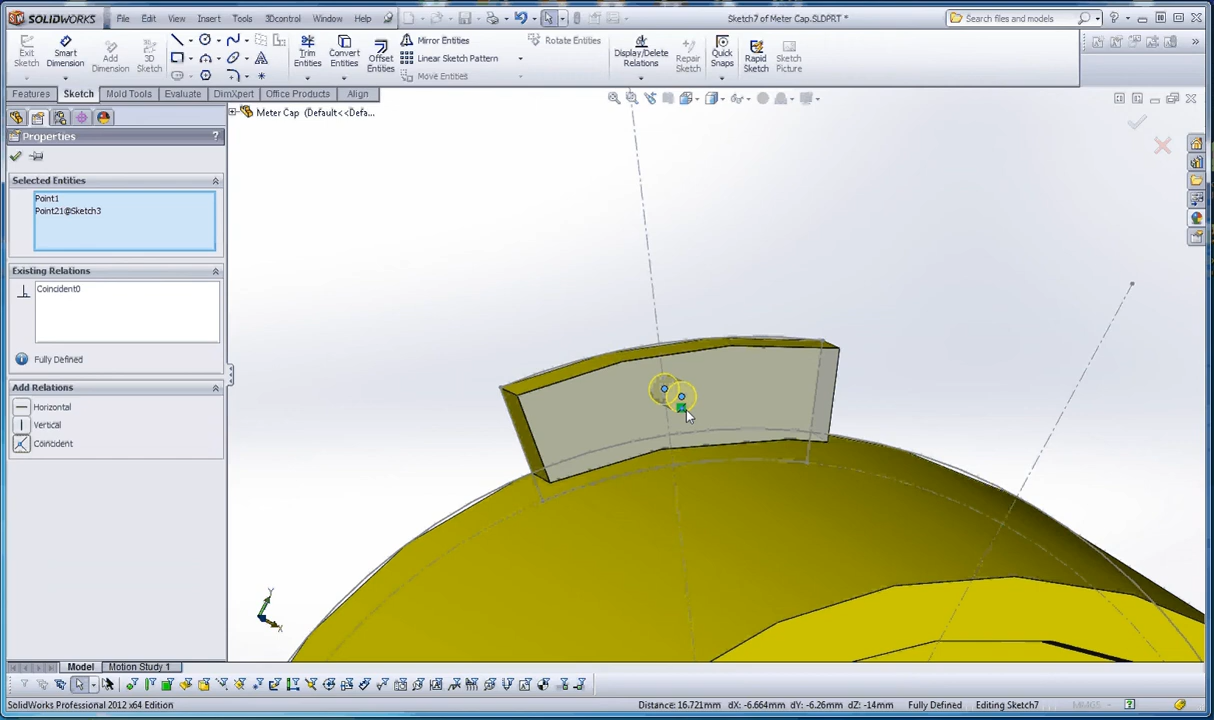 SOLIDWORKS File Edit View Insert Tools 3Dcontrol Window Help Sketch7 of Meter Cap.SLDPRT * Search files and models
Exit Sketch
Smart Dimension
Add Dimension
3D Sketch
Trim Entities
Convert Entities
Offset Entities
Mirror Entities
Linear Sketch Pattern
Move Entities
Rotate Entities
Display/Delete Relations
Repair Sketch
Quick Snaps
Rapid Sketch
Sketch Picture
Features Sketch Mold Tools Evaluate DimXpert Office Products Align
Meter Cap (Default<<Defa...
Properties ?
Selected Entities
Point1
Point21@Sketch3
Existing Relations
Coincident0
Fully Defined
Add Relations
Horizontal
Vertical
Coincident
Y
X
Model Motion Study 1
SolidWorks Professional 2012 x64 Edition Distance: 16.721mm dX: -6.664mm dY: -6.26mm dZ: -14mm Fully Defined Editing Sketch7 MKGS ?